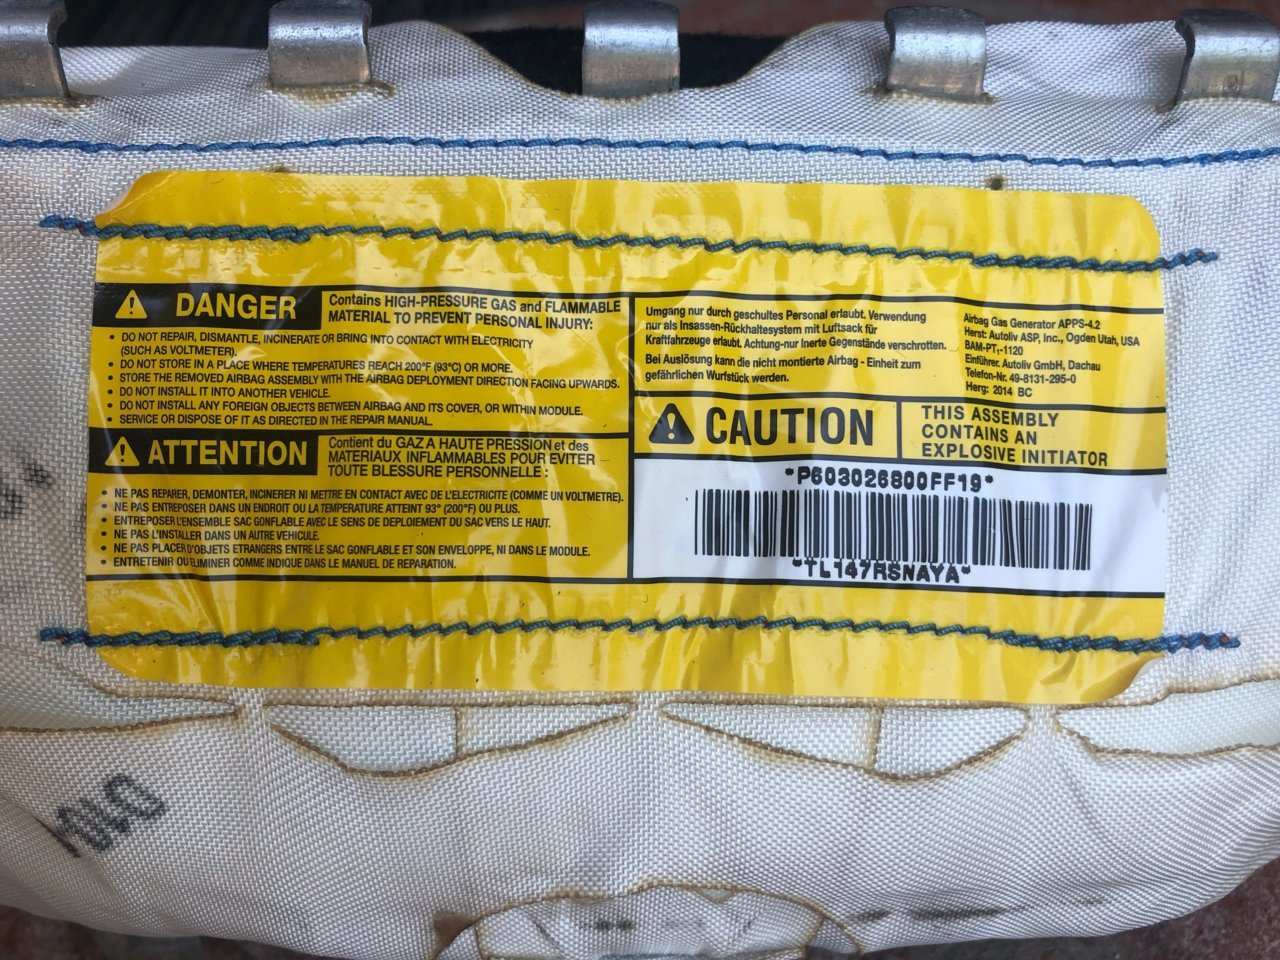 DANGER
Contains HIGH-PRESSURE GAS and FLAMMABLE
MATERIAL TO PREVENT PERSONAL INJURY:
• DO NOT REPAIR, DISMANTLE, INCINERATE OR BRING INTO CONTACT WITH ELECTRICITY
(SUCH AS VOLTMETER).
• DO NOT STORE IN A PLACE WHERE TEMPERATURES REACH 200°F (93°C) OR MORE.
• STORE THE REMOVED AIRBAG ASSEMBLY WITH THE AIRBAG DEPLOYMENT DIRECTION FACING UPWARDS.
• DO NOT INSTALL IT INTO ANOTHER VEHICLE.
• DO NOT INSTALL ANY FOREIGN OBJECTS BETWEEN AIRBAG AND ITS COVER, OR WITHIN MODULE.
• SERVICE OR DISPOSE OF IT AS DIRECTED IN THE REPAIR MANUAL.
ATTENTION
Contient du GAZ A HAUTE PRESSION et des
MATERIAUX INFLAMMABLES POUR EVITER
TOUTE BLESSURE PERSONNELLE :
• NE PAS REPARER, DEMONTER, INCINERER NI METTRE EN CONTACT AVEC DE L'ELECTRICITE (COMME UN VOLTMETRE).
• NE PAS ENTREPOSER DANS UN ENDROIT OU LA TEMPERATURE ATTEINT 93° (200°F) OU PLUS.
• ENTREPOSER L'ENSEMBLE SAC GONFLABLE AVEC LE SENS DE DEPLOIEMENT DU SAC VERS LE HAUT.
• NE PAS L'INSTALLER DANS UN AUTRE VEHICULE.
• NE PAS PLACER D'OBJETS ETRANGERS ENTRE LE SAC GONFLABLE ET SON ENVELOPPE, NI DANS LE MODULE.
• ENTRETENIR OU ELIMINER COMME INDIQUE DANS LE MANUEL DE REPARATION.
Umgang nur durch geschultes Personal erlaubt. Verwendung
nur als Insassen-Rückhaltesystem mit Luftsack für
Kraftfahrzeuge erlaubt. Achtung-nur Inerte Gegenstände verschrotten.
Bei Auslösung kann die nicht montierte Airbag - Einheit zum
gefährlichen Wurfstück werden.
Airbag Gas Generator APPS-4.2
Herst: Autoliv ASP, Inc., Ogden Utah, USA
BAM-PT₁-1120
Einführer. Autoliv GmbH, Dachau
Telefon-Nr. 49-8131-295-0
Herg: 2014 BC
CAUTION
THIS ASSEMBLY
CONTAINS AN
EXPLOSIVE INITIATOR
*P603026800FF19*
*TL147RSNAYA*